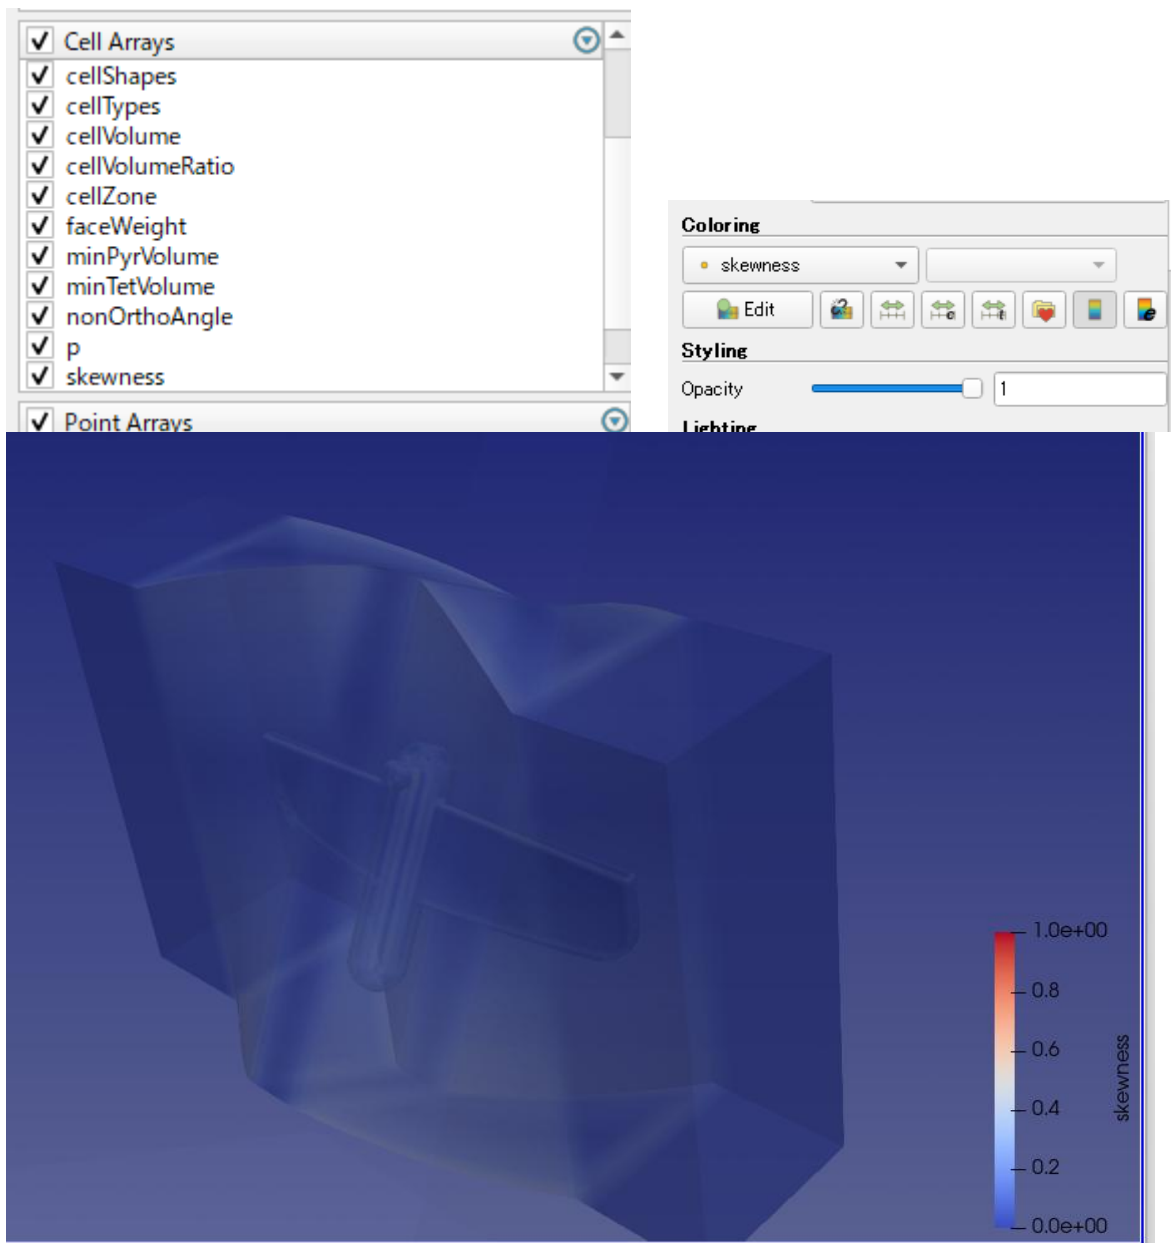 Cell Arrays
cellShapes
cellTypes
cellVolume
cellVolumeRatio
cellZone
faceWeight
minPyrVolume
minTetVolume
nonOrthoAngle
p
skewness
Point Arrays
Coloring
skewness
Edit
Styling
Opacity 1
Lighting
1.0e+00
0.8
0.6
0.4
0.2
0.0e+00
skewness